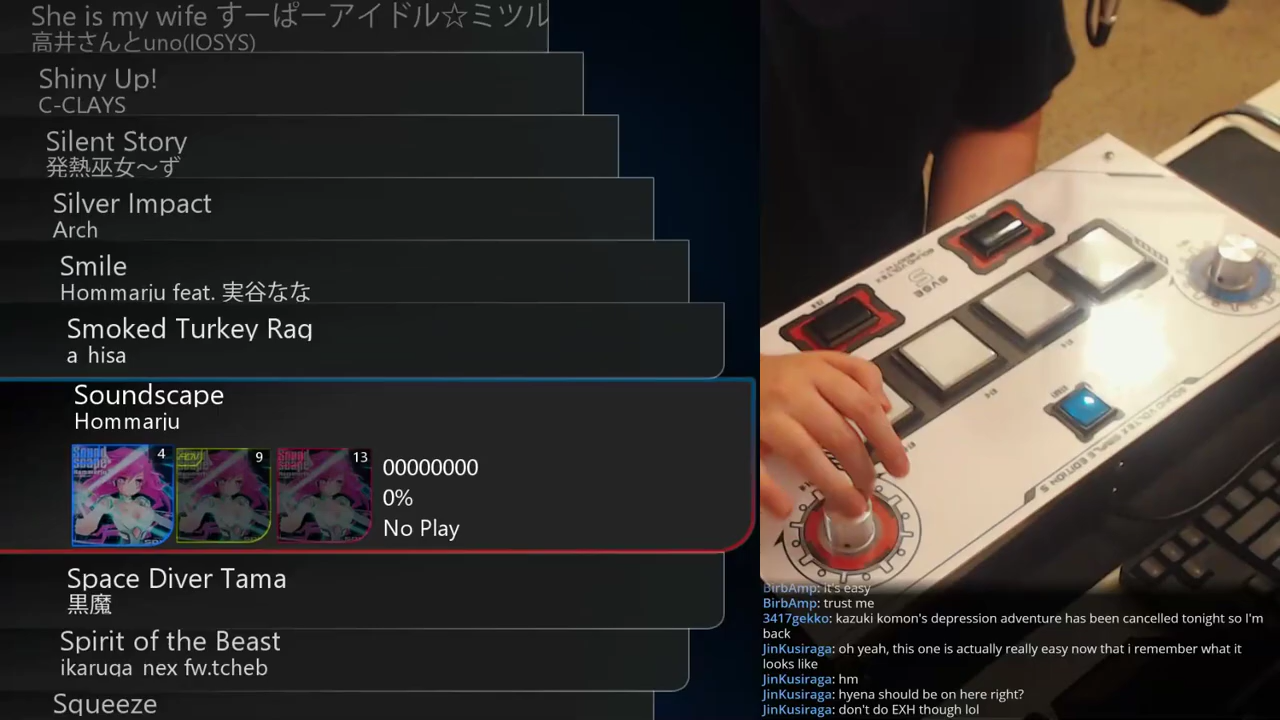 She is my wife すーぱーアイドル☆ミツル
高井さんとuno(IOSYS)
Shiny Up!
C-CLAYS
Silent Story
発熱巫女～ず
Silver Impact
Arch
Smile
Hommarju feat. 実谷なな
Smoked Turkey Rag
a_hisa
Soundscape
Hommarju
4
9
13
00000000
0%
No Play
Space Diver Tama
黒魔
Spirit of the Beast
ikaruga_nex fw.tcheb
Squeeze
SVSE
SOUND VOLTEX SIMPLE EDITION S
BirbAmp: it's easy
BirbAmp: trust me
3417gekko: kazuki komon's depression adventure has been cancelled tonight so I'm
back
JinKusiraga: oh yeah, this one is actually really easy now that i remember what it
looks like
JinKusiraga: hm
JinKusiraga: hyena should be on here right?
JinKusiraga: don't do EXH though lol